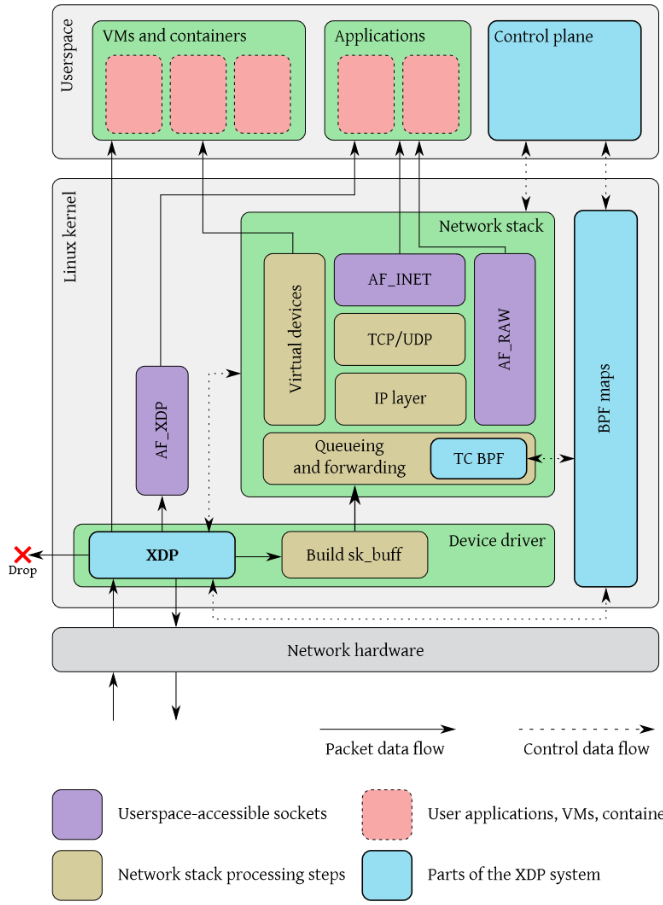 Userspace
VMs and containers
Applications
Control plane
Linux kernel
Network stack
Virtual devices
AF_INET
TCP/UDP
IP layer
AF_RAW
AF_XDP
Queueing
and forwarding
TC BPF
BPF maps
Device driver
XDP
Build sk_buff
Drop
Network hardware
Packet data flow
Control data flow
Userspace-accessible sockets
User applications, VMs, containe
Network stack processing steps
Parts of the XDP system